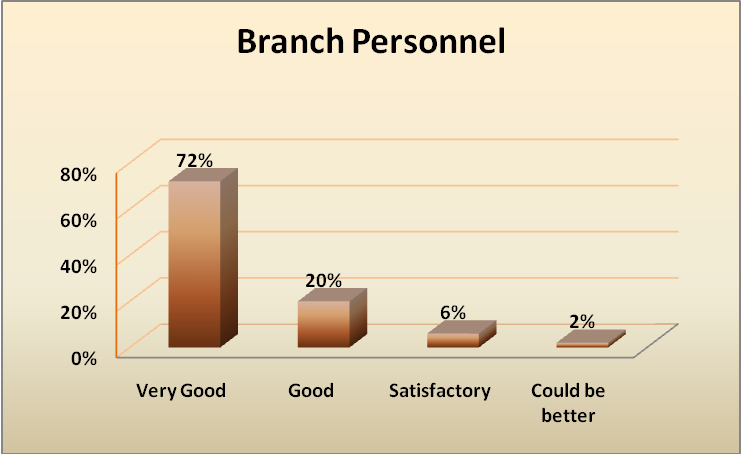 Branch Personnel
80%
60%
40%
20%
0%
72%
20%
6%
2%
Very Good
Good
Satisfactory
Could be
better